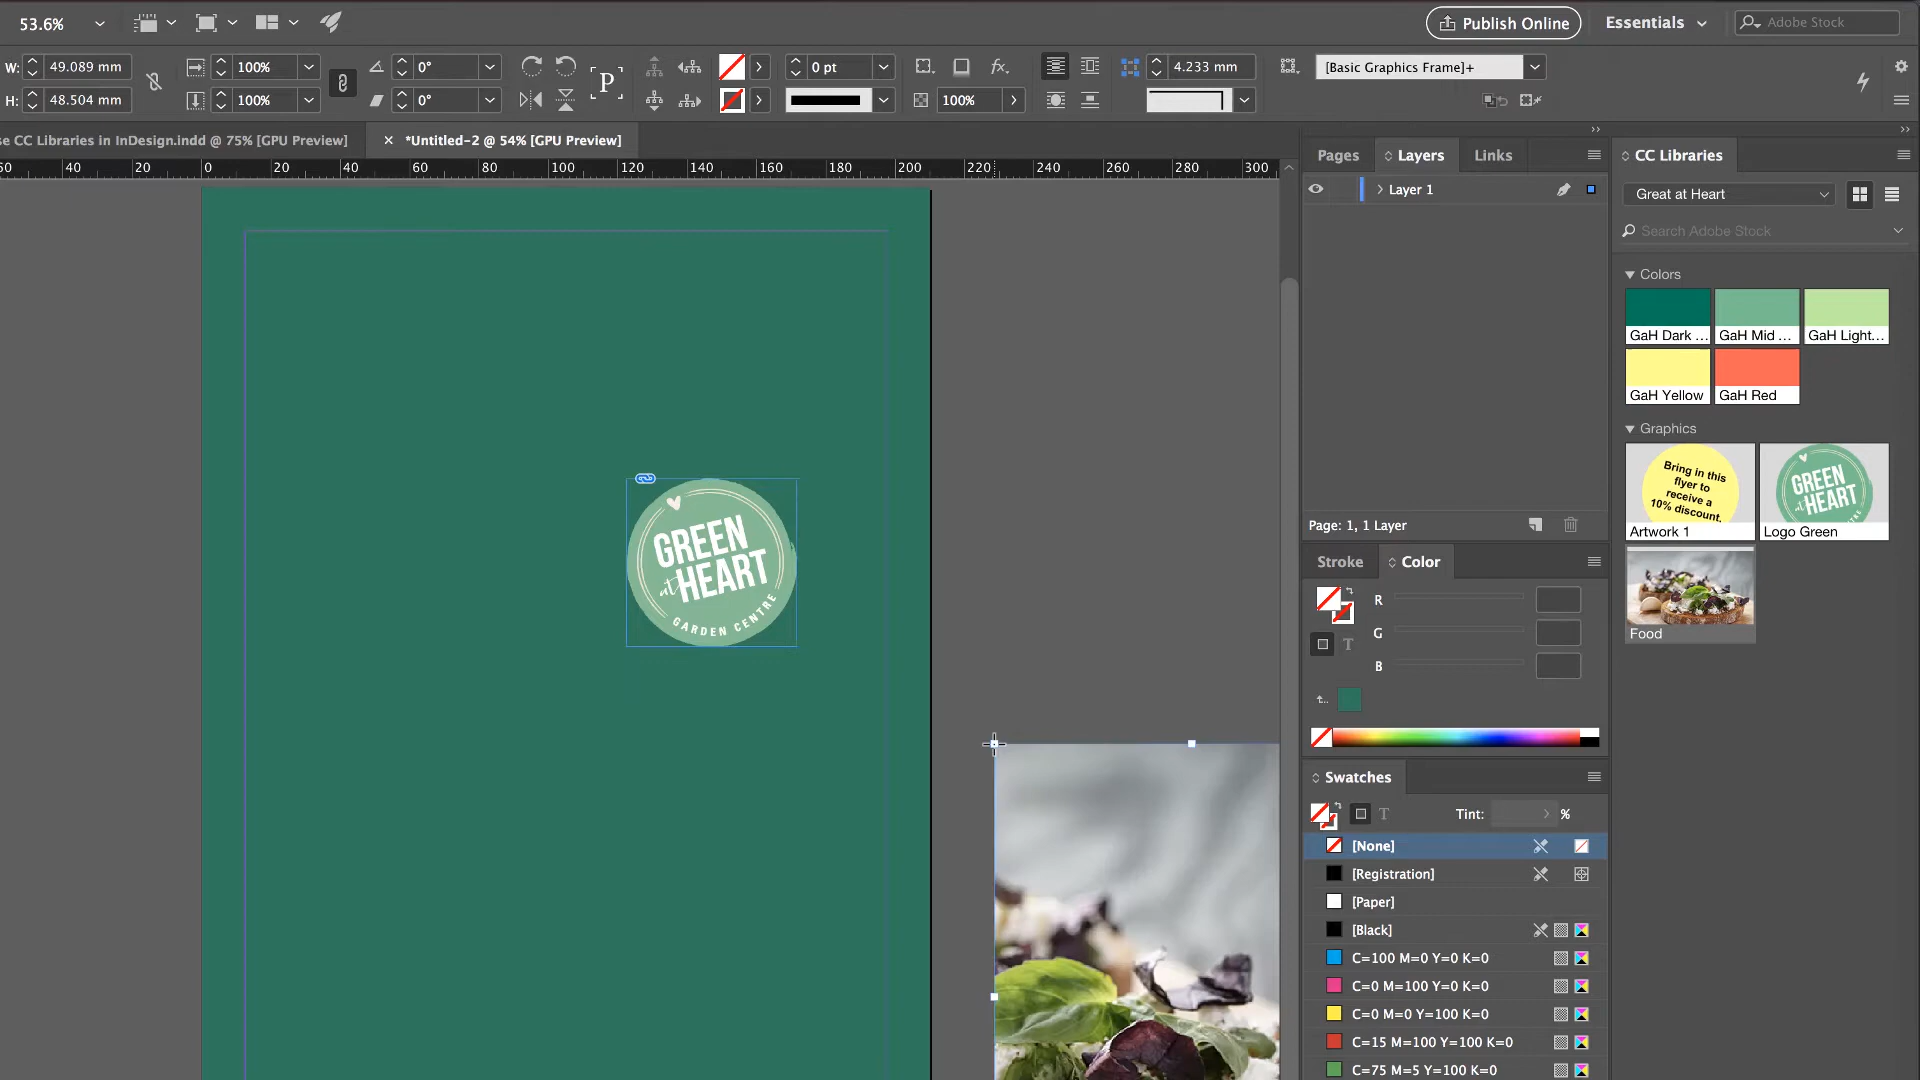 53.6%
Publish Online
Essentials
Adobe Stock
W:
49.089 mm
100%
0°
P
0 pt
fx
4.233 mm
[Basic Graphics Frame]+
H:
48.504 mm
100%
0°
100%
e CC Libraries in InDesign.indd @ 75% [GPU Preview]
× *Untitled-2 @ 54% [GPU Preview]
40 20 0 20 40 60 80 100 120 140 160 180 200 220 240 260 280 300
Pages
Layers
Links
Layer 1
Page: 1, 1 Layer
Stroke
Color
R
G
B
T
Swatches
T
Tint:
%
[None]
[Registration]
[Paper]
[Black]
C=100 M=0 Y=0 K=0
C=0 M=100 Y=0 K=0
C=0 M=0 Y=100 K=0
C=15 M=100 Y=100 K=0
C=75 M=5 Y=100 K=0
CC Libraries
Great at Heart
Search Adobe Stock
Colors
GaH Dark ...
GaH Mid ...
GaH Light...
GaH Yellow
GaH Red
Graphics
Bring in this
flyer to
receive a
10% discount.
Artwork 1
GREEN
at HEART
Logo Green
Food
GREEN
at HEART
GARDEN CENTRE